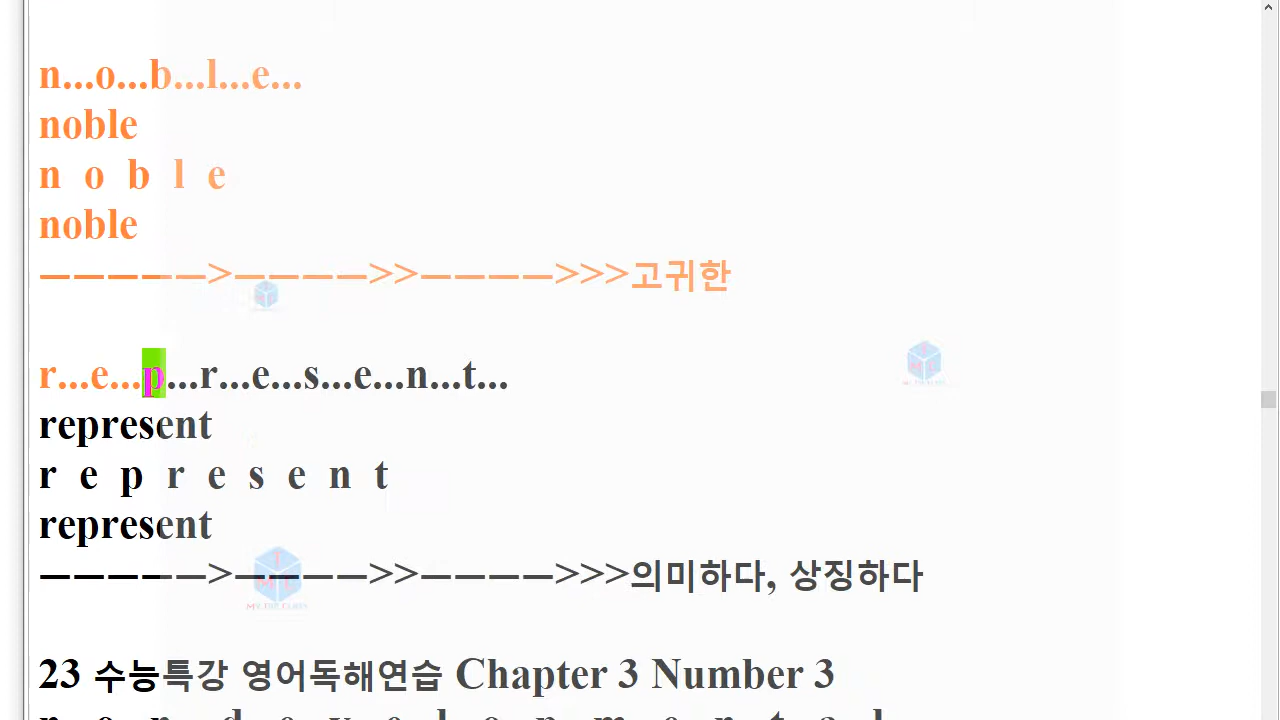 n...o...b...l...e...
noble
n o b l e
noble
—————>————>>————>>>고귀한
r...e...p...r...e...s...e...n...t...
represent
r e p r e s e n t
represent
—————>————>>————>>>의미하다, 상징하다
23 수능특강 영어독해연습 Chapter 3 Number 3